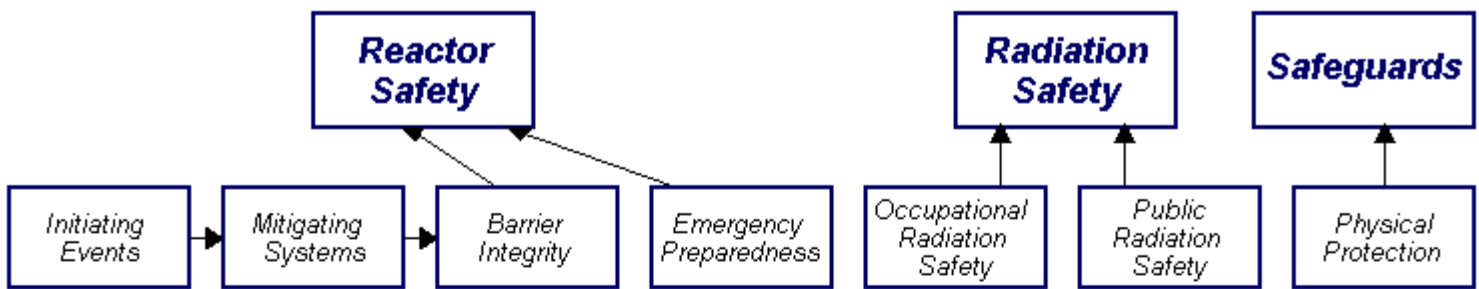 Reactor
Safety
Radiation
Safety
Safeguards
Initiating
Events
Mitigating
Systems
Barrier
Integrity
Emergency
Preparedness
Occupational
Radiation
Safety
Public
Radiation
Safety
Physical
Protection